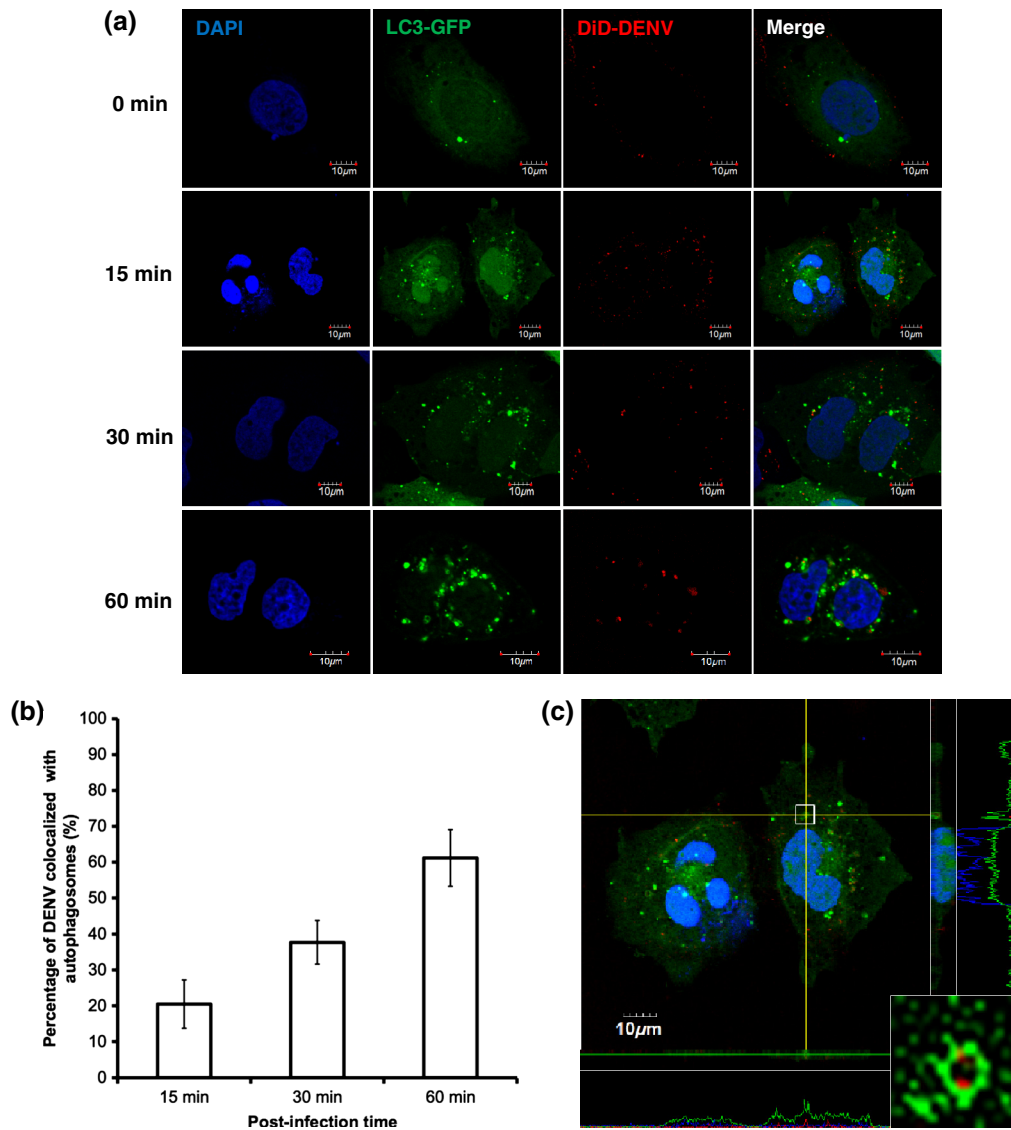 (a)
DAPI LC3-GFP DiD-DENV Merge
0 min
10µm 10µm 10µm 10µm
15 min
10µm 10µm 10µm 10µm
30 min
10µm 10µm 10µm 10µm
60 min
10µm 10µm 10µm 10µm
(b)
Percentage of DENV colocalized with
autophagosomes (%)
100
90
80
70
60
50
40
30
20
10
0
15 min 30 min 60 min
Post-infection time
(c)
10µm